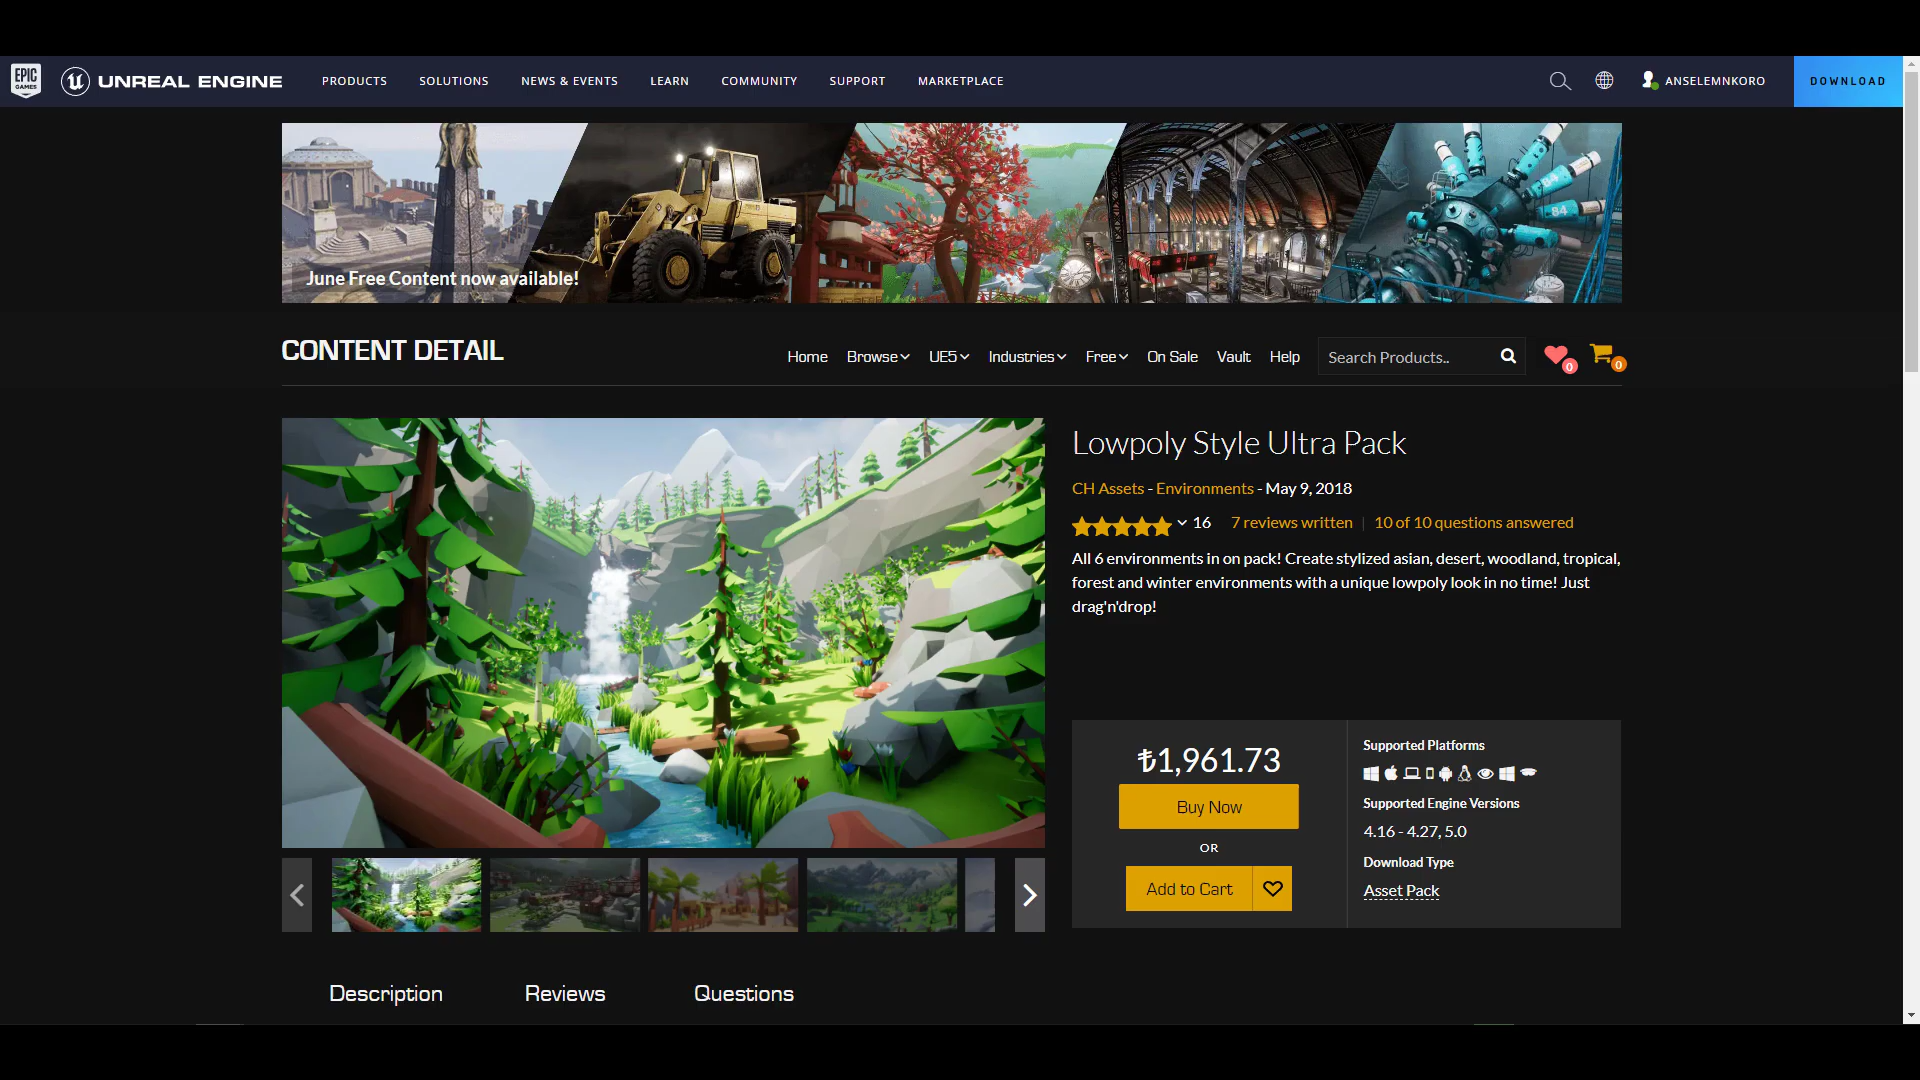 EPIC
GAMES
UNREAL ENGINE
PRODUCTS
SOLUTIONS
NEWS & EVENTS
LEARN
COMMUNITY
SUPPORT
MARKETPLACE
ANSELEMNKORO
DOWNLOAD
84
84
June Free Content now available!
CONTENT DETAIL
Home
Browse
UE5
Industries
Free
On Sale
Vault
Help
Search Products..
0
0
Lowpoly Style Ultra Pack
CH Assets - Environments - May 9, 2018
16
7 reviews written
10 of 10 questions answered
All 6 environments in on pack! Create stylized asian, desert, woodland, tropical,
forest and winter environments with a unique lowpoly look in no time! Just
drag'n'drop!
₺1,961.73
Buy Now
OR
Add to Cart
Supported Platforms
Supported Engine Versions
4.16 - 4.27, 5.0
Download Type
Asset Pack
Description
Reviews
Questions